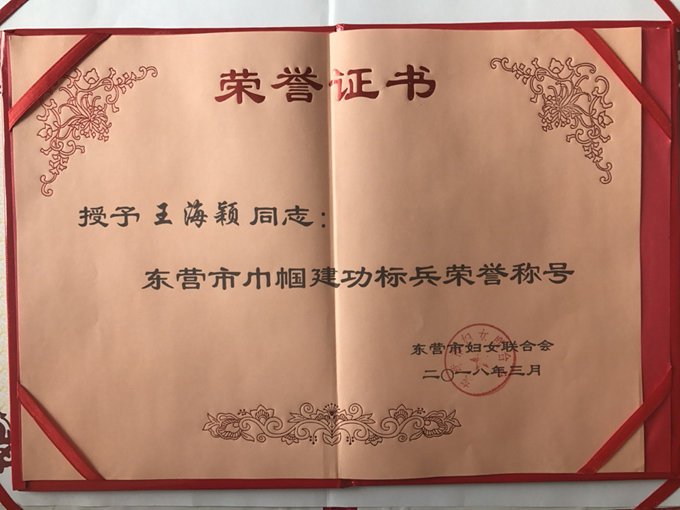 荣誉证书
授予王海颖同志：
东营市巾帼建功标兵荣誉称号
东营市妇女联合会
二〇一八年三月